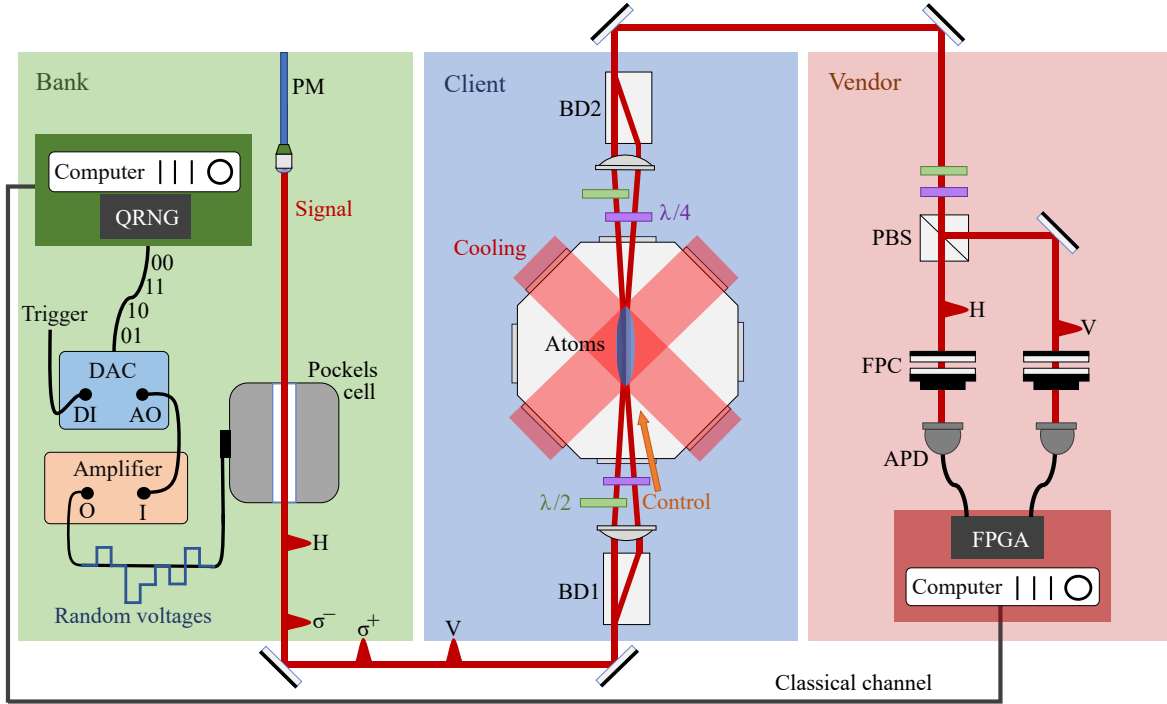 Bank
PM
Computer
QRNG
Signal
00
11
10
01
Trigger
DAC
DI
AO
Pockels
cell
Amplifier
O
I
H
Random voltages
σ⁻
σ⁺
V
Client
BD2
λ/4
Cooling
Atoms
λ/2
Control
BD1
Vendor
PBS
H
V
FPC
APD
FPGA
Computer
Classical channel